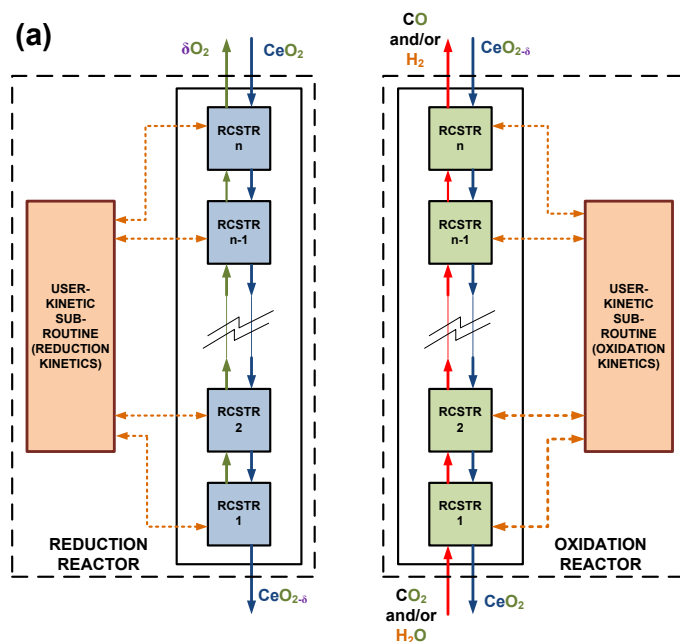 (a)
δO₂
CeO₂
RCSTR
n
RCSTR
n-1
RCSTR
2
RCSTR
1
USER-
KINETIC
SUB-
ROUTINE
(REDUCTION
KINETICS)
REDUCTION
REACTOR
CeO₂₋δ
CO
and/or
H₂
CeO₂₋δ
RCSTR
n
RCSTR
n-1
RCSTR
2
RCSTR
1
USER-
KINETIC
SUB-
ROUTINE
(OXIDATION
KINETICS)
OXIDATION
REACTOR
CO₂
and/or
H₂O
CeO₂